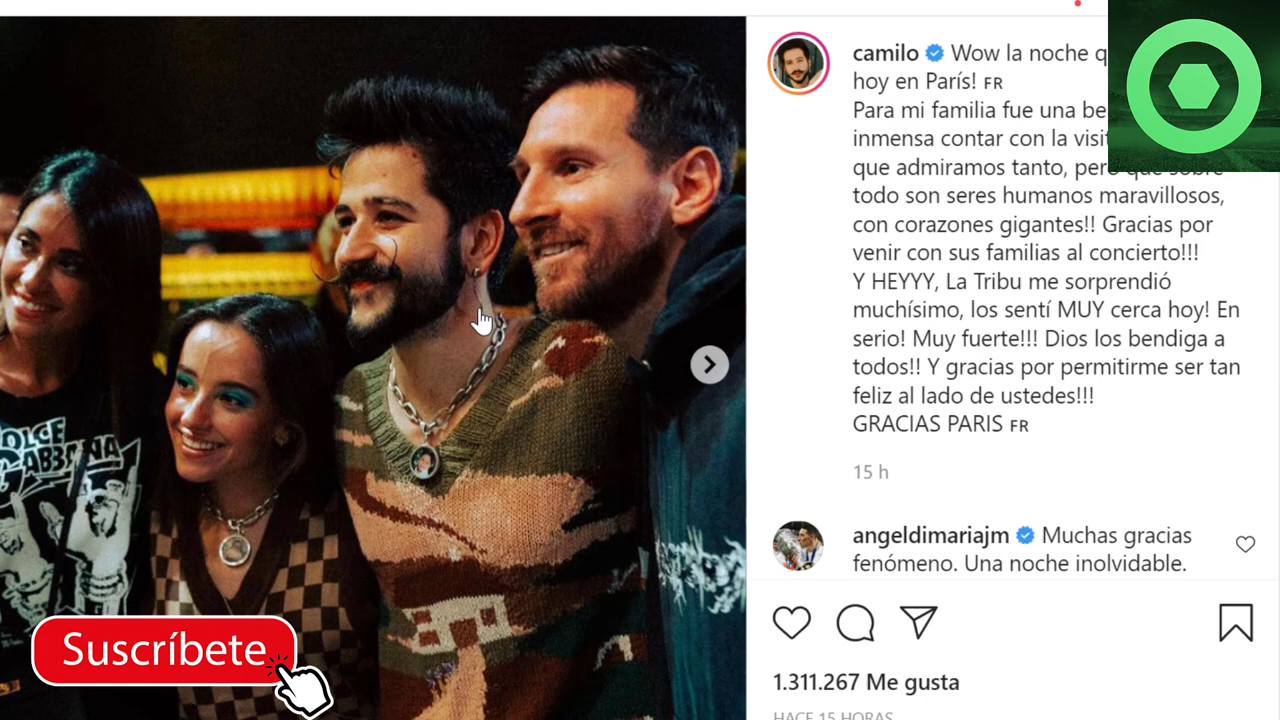 camilo Wow la noche q
hoy en París! FR
Para mi familia fue una be
inmensa contar con la visit
que admiramos tanto, pero que sobre
todo son seres humanos maravillosos,
con corazones gigantes!! Gracias por
venir con sus familias al concierto!!!
Y HEYYY, La Tribu me sorprendió
muchísimo, los sentí MUY cerca hoy! En
serio! Muy fuerte!!! Dios los bendiga a
todos!! Y gracias por permitirme ser tan
feliz al lado de ustedes!!!
GRACIAS PARIS FR
15 h
angeldimariajm Muchas gracias
fenómeno. Una noche inolvidable.
1.311.267 Me gusta
HACE 15 HORAS
DOLCE
GABBANA
Suscríbete